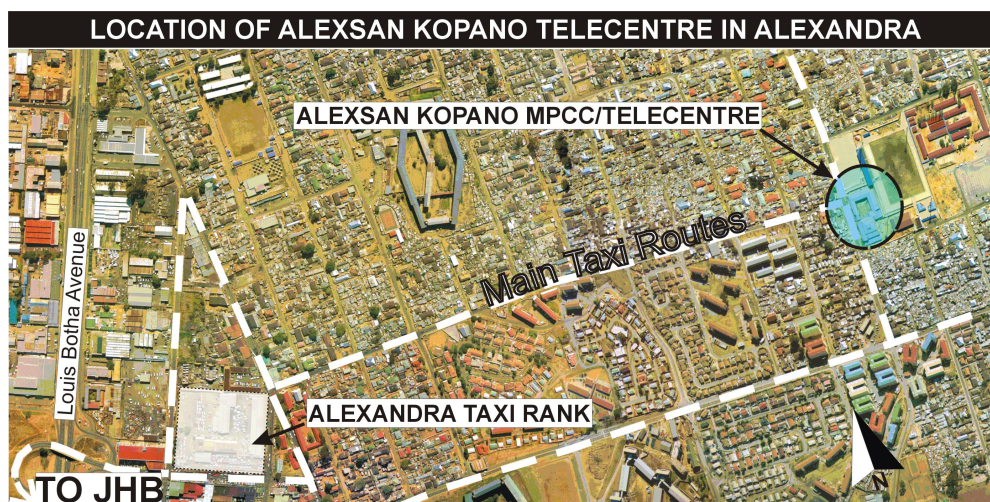 LOCATION OF ALEXSAN KOPANO TELECENTRE IN ALEXANDRA
ALEXSAN KOPANO MPCC/TELECENTRE
Main Taxi Routes
Louis Botha Avenue
ALEXANDRA TAXI RANK
TO JHB
N